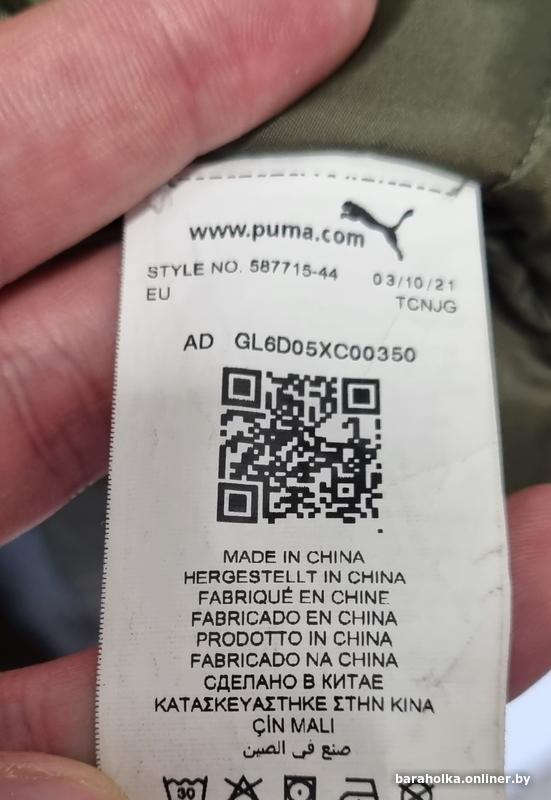 www.puma.com
STYLE NO. 587715-44 03/10/21
EU TCNJG
AD GL6D05XC00350
MADE IN CHINA
HERGESTELLT IN CHINA
FABRIQUÉ EN CHINE
FABRICADO EN CHINA
PRODOTTO IN CHINA
FABRICADO NA CHINA
СДЕЛАНО В КИТАЕ
ΚΑΤΑΣΚΕΥΑΣΤΗΚΕ ΣΤΗΝ ΚΙΝΑ
ÇİN MALI
صنع في الصين
30
baraholka.onliner.by